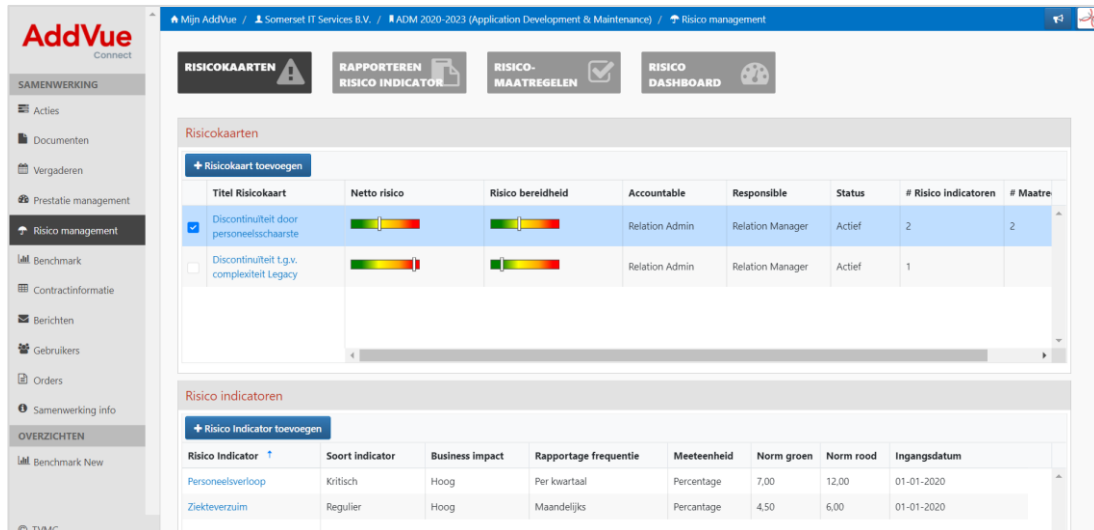 AddVue
Connect
Mijn AddVue / Somerset IT Services B.V. / ADM 2020-2023 (Application Development & Maintenance) / Risico management
SAMENWERKING
Acties
Documenten
Vergaderen
Prestatie management
Risico management
Benchmark
Contractinformatie
Berichten
Gebruikers
Orders
Samenwerking info
OVERZICHTEN
Benchmark New
© TVMC
RISICOKAARTEN
RAPPORTEREN
RISICO INDICATOR
RISICO-
MAATREGELEN
RISICO
DASHBOARD
Risicokaarten
+ Risicokaart toevoegen
Titel Risicokaart Netto risico Risico bereidheid Accountable Responsible Status # Risico indicatoren # Maatre
Discontinuïteit door
personeelsschaarste
Relation Admin Relation Manager Actief 2 2
Discontinuïteit t.g.v.
complexiteit Legacy
Relation Admin Relation Manager Actief 1
Risico indicatoren
+ Risico Indicator toevoegen
Risico Indicator ↑ Soort indicator Business impact Rapportage frequentie Meeteenheid Norm groen Norm rood Ingangsdatum
Personeelsverloop Kritisch Hoog Per kwartaal Percentage 7,00 12,00 01-01-2020
Ziekteverzuim Regulier Hoog Maandelijks Percantage 4,50 6,00 01-01-2020